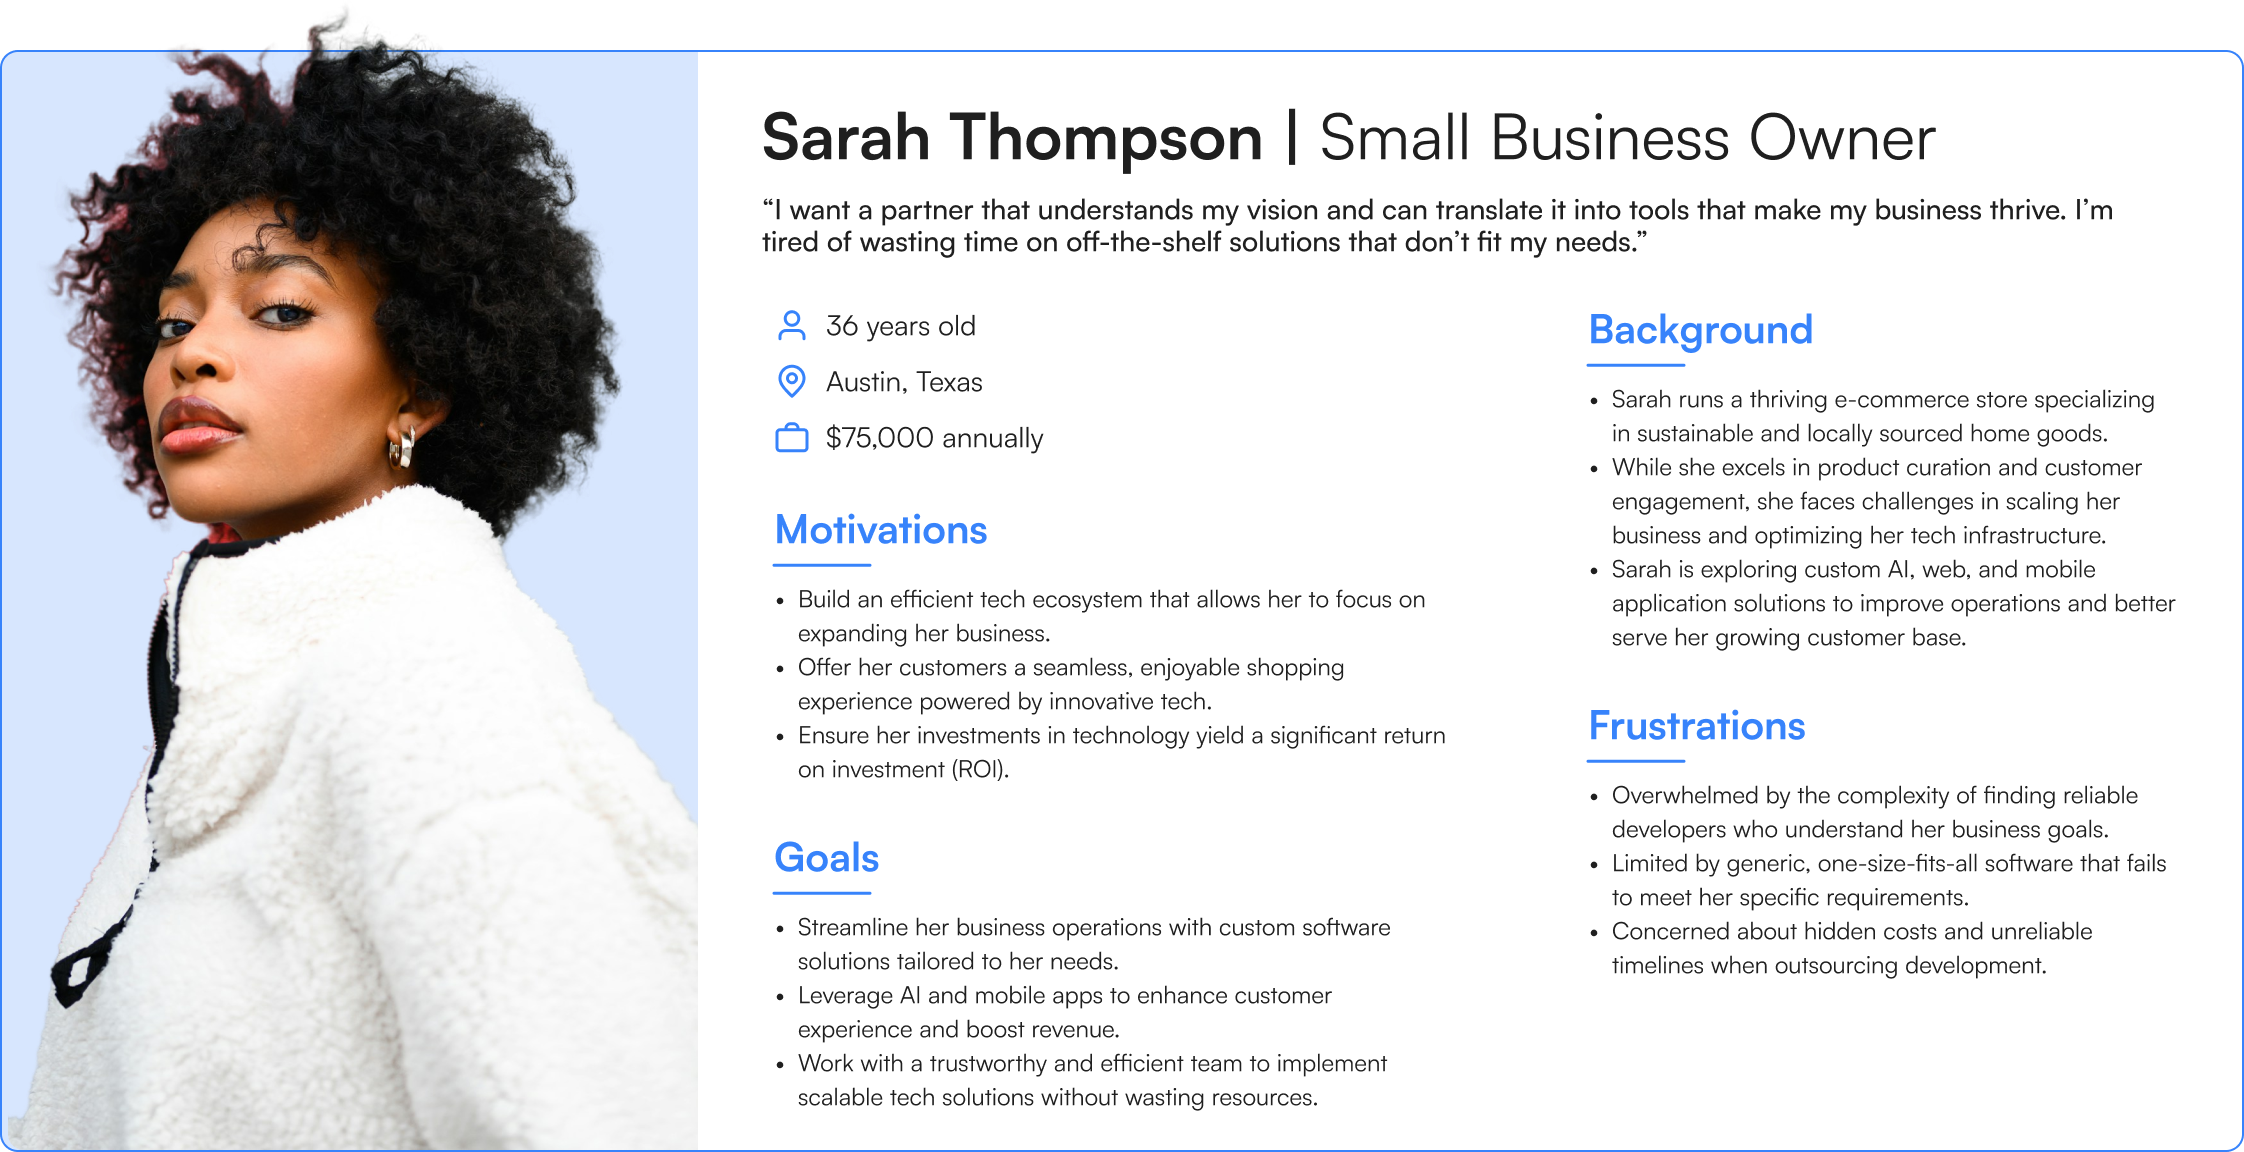 Sarah Thompson | Small Business Owner
“I want a partner that understands my vision and can translate it into tools that make my business thrive. I’m
tired of wasting time on off-the-shelf solutions that don’t fit my needs.”
36 years old
Austin, Texas
$75,000 annually
Motivations
• Build an efficient tech ecosystem that allows her to focus on
expanding her business.
• Offer her customers a seamless, enjoyable shopping
experience powered by innovative tech.
• Ensure her investments in technology yield a significant return
on investment (ROI).
Goals
• Streamline her business operations with custom software
solutions tailored to her needs.
• Leverage AI and mobile apps to enhance customer
experience and boost revenue.
• Work with a trustworthy and efficient team to implement
scalable tech solutions without wasting resources.
Background
• Sarah runs a thriving e-commerce store specializing
in sustainable and locally sourced home goods.
• While she excels in product curation and customer
engagement, she faces challenges in scaling her
business and optimizing her tech infrastructure.
• Sarah is exploring custom AI, web, and mobile
application solutions to improve operations and better
serve her growing customer base.
Frustrations
• Overwhelmed by the complexity of finding reliable
developers who understand her business goals.
• Limited by generic, one-size-fits-all software that fails
to meet her specific requirements.
• Concerned about hidden costs and unreliable
timelines when outsourcing development.